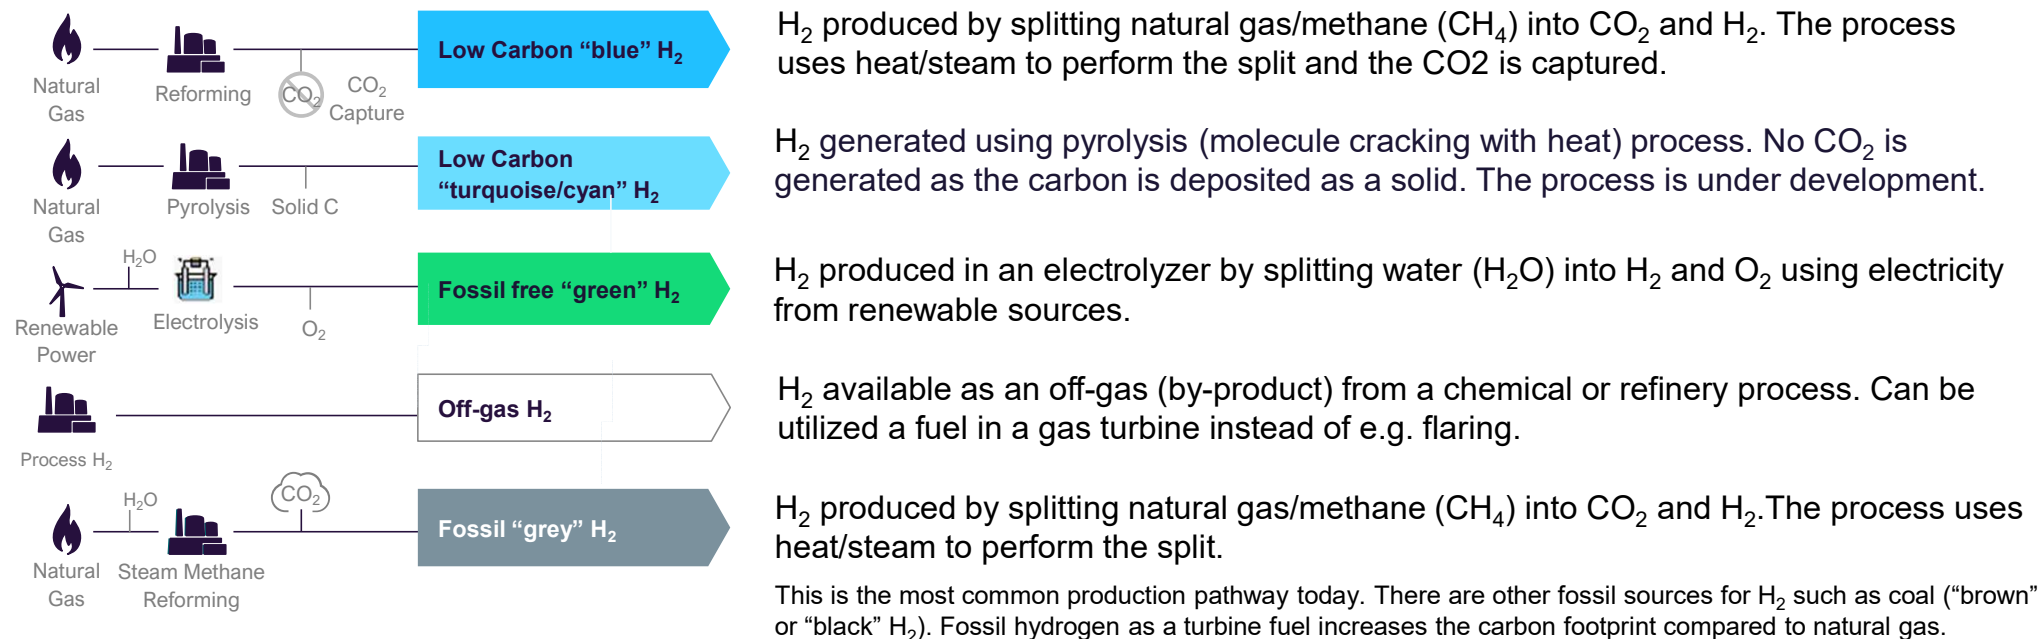 Natural
Gas
Reforming
CO₂
CO₂
Capture
Low Carbon “blue” H₂
H₂ produced by splitting natural gas/methane (CH₄) into CO₂ and H₂. The process
uses heat/steam to perform the split and the CO2 is captured.
Natural
Gas
Pyrolysis
Solid C
Low Carbon
“turquoise/cyan” H₂
H₂ generated using pyrolysis (molecule cracking with heat) process. No CO₂ is
generated as the carbon is deposited as a solid. The process is under development.
Renewable
Power
H₂O
Electrolysis
O₂
Fossil free “green” H₂
H₂ produced in an electrolyzer by splitting water (H₂O) into H₂ and O₂ using electricity
from renewable sources.
Process H₂
Off-gas H₂
H₂ available as an off-gas (by-product) from a chemical or refinery process. Can be
utilized a fuel in a gas turbine instead of e.g. flaring.
Natural
Gas
H₂O
Steam Methane
Reforming
CO₂
Fossil “grey” H₂
H₂ produced by splitting natural gas/methane (CH₄) into CO₂ and H₂.The process uses
heat/steam to perform the split.
This is the most common production pathway today. There are other fossil sources for H₂ such as coal (“brown”
or “black” H₂). Fossil hydrogen as a turbine fuel increases the carbon footprint compared to natural gas.